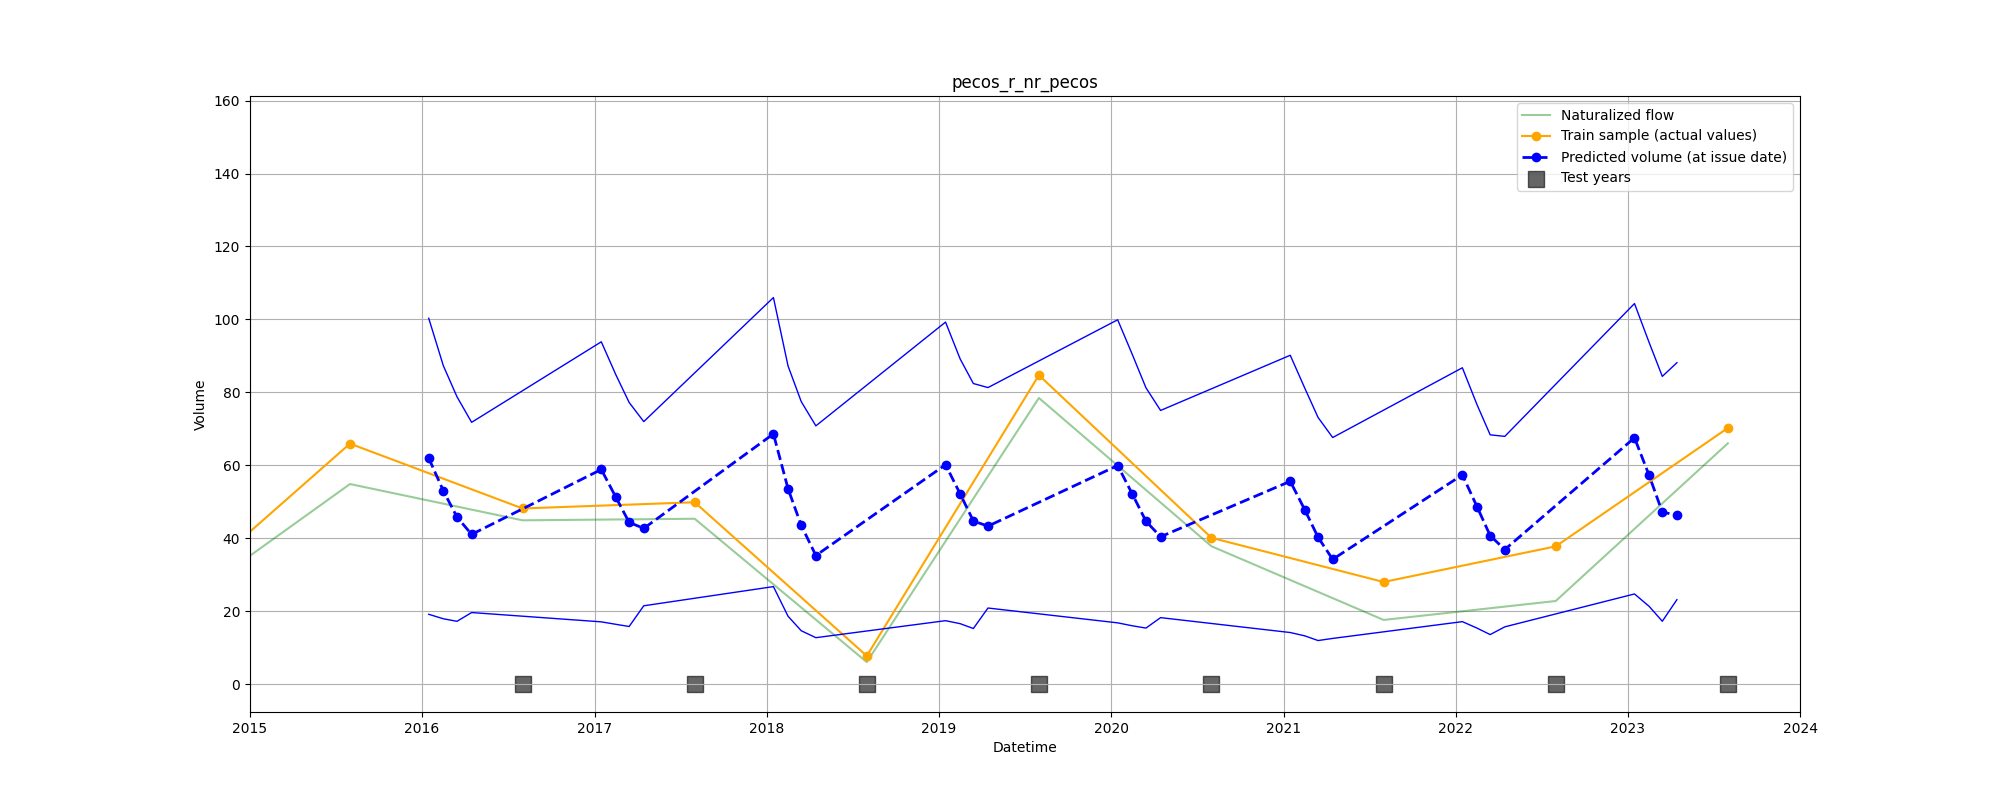 pecos_r_nr_pecos
160
140
120
100
80
60
40
20
0
Volume
Naturalized flow
Train sample (actual values)
Predicted volume (at issue date)
Test years
2015 2016 2017 2018 2019 2020 2021 2022 2023 2024
Datetime